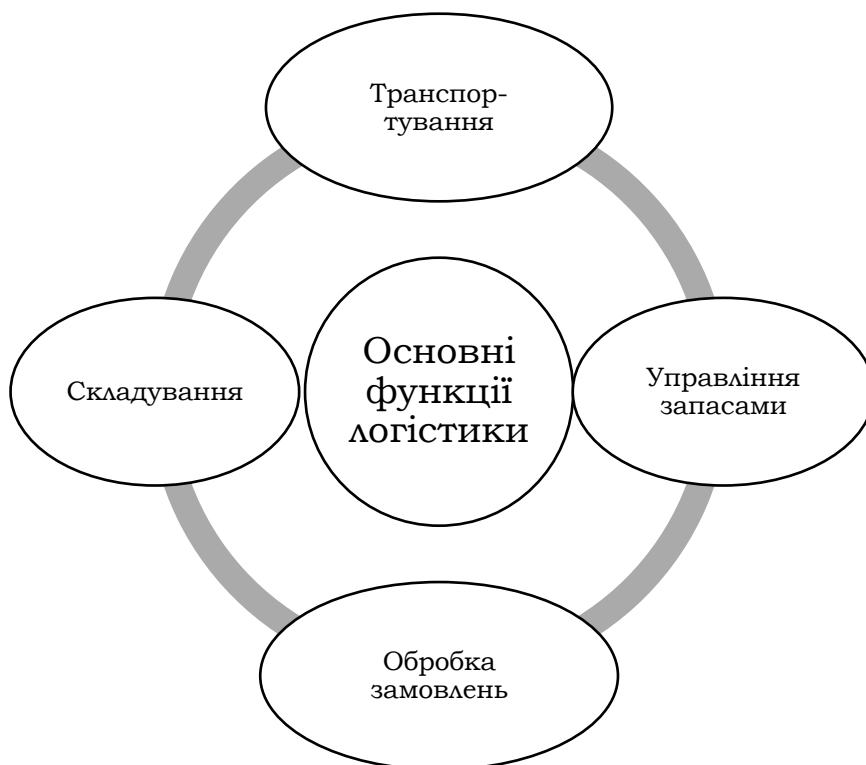 Транспор-
тування
Складування
Основні
функції
логістики
Управління
запасами
Обробка
замовлень